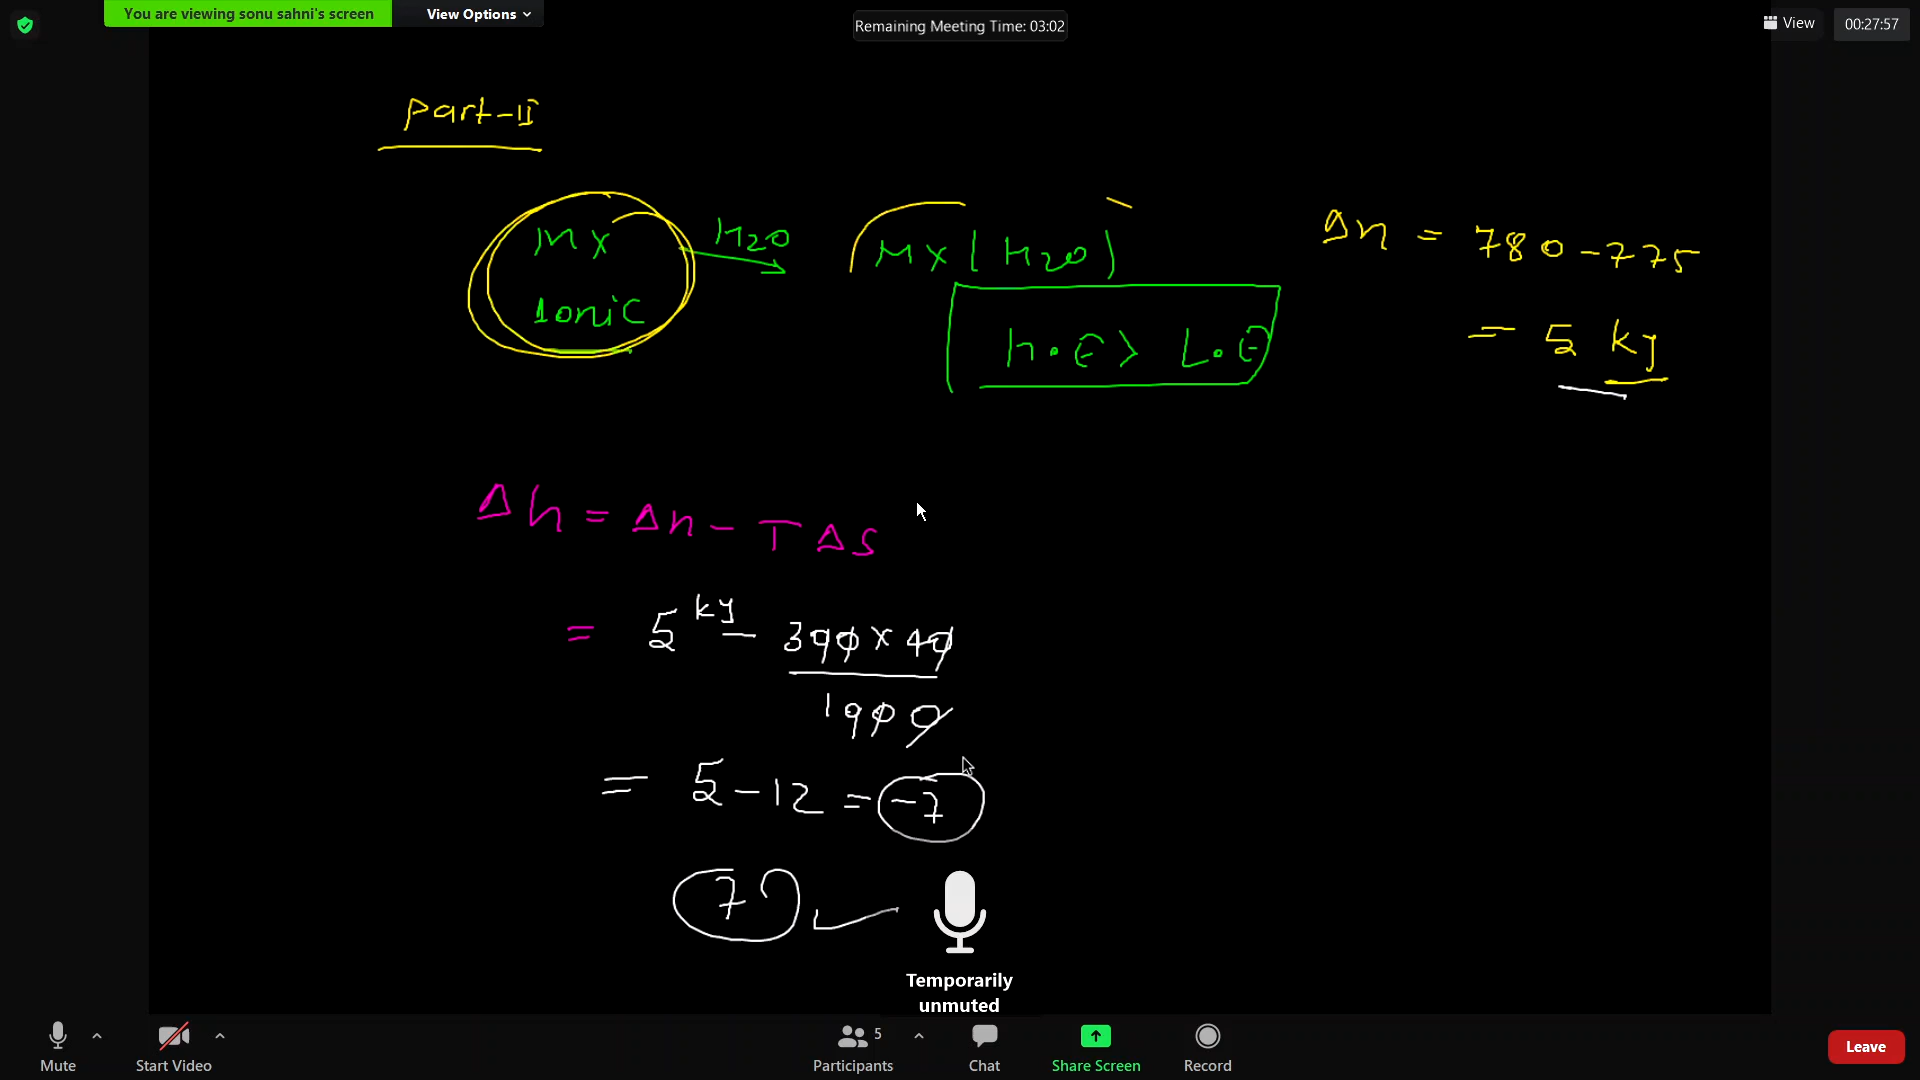 You are viewing sonu sahni's screen
View Options
Remaining Meeting Time: 03:02
View
00:27:57
Part-II
MX
Ionic
H2O
MX (H2O)
h.E > L.E
Δn = 780-775
= 5 kj
Δh = Δn - TΔS
= 5 kj - 300 x 40
1000
= 5 - 12 = -7
7
Temporarily
unmuted
Mute
Start Video
Participants
5
Chat
Share Screen
Record
Leave